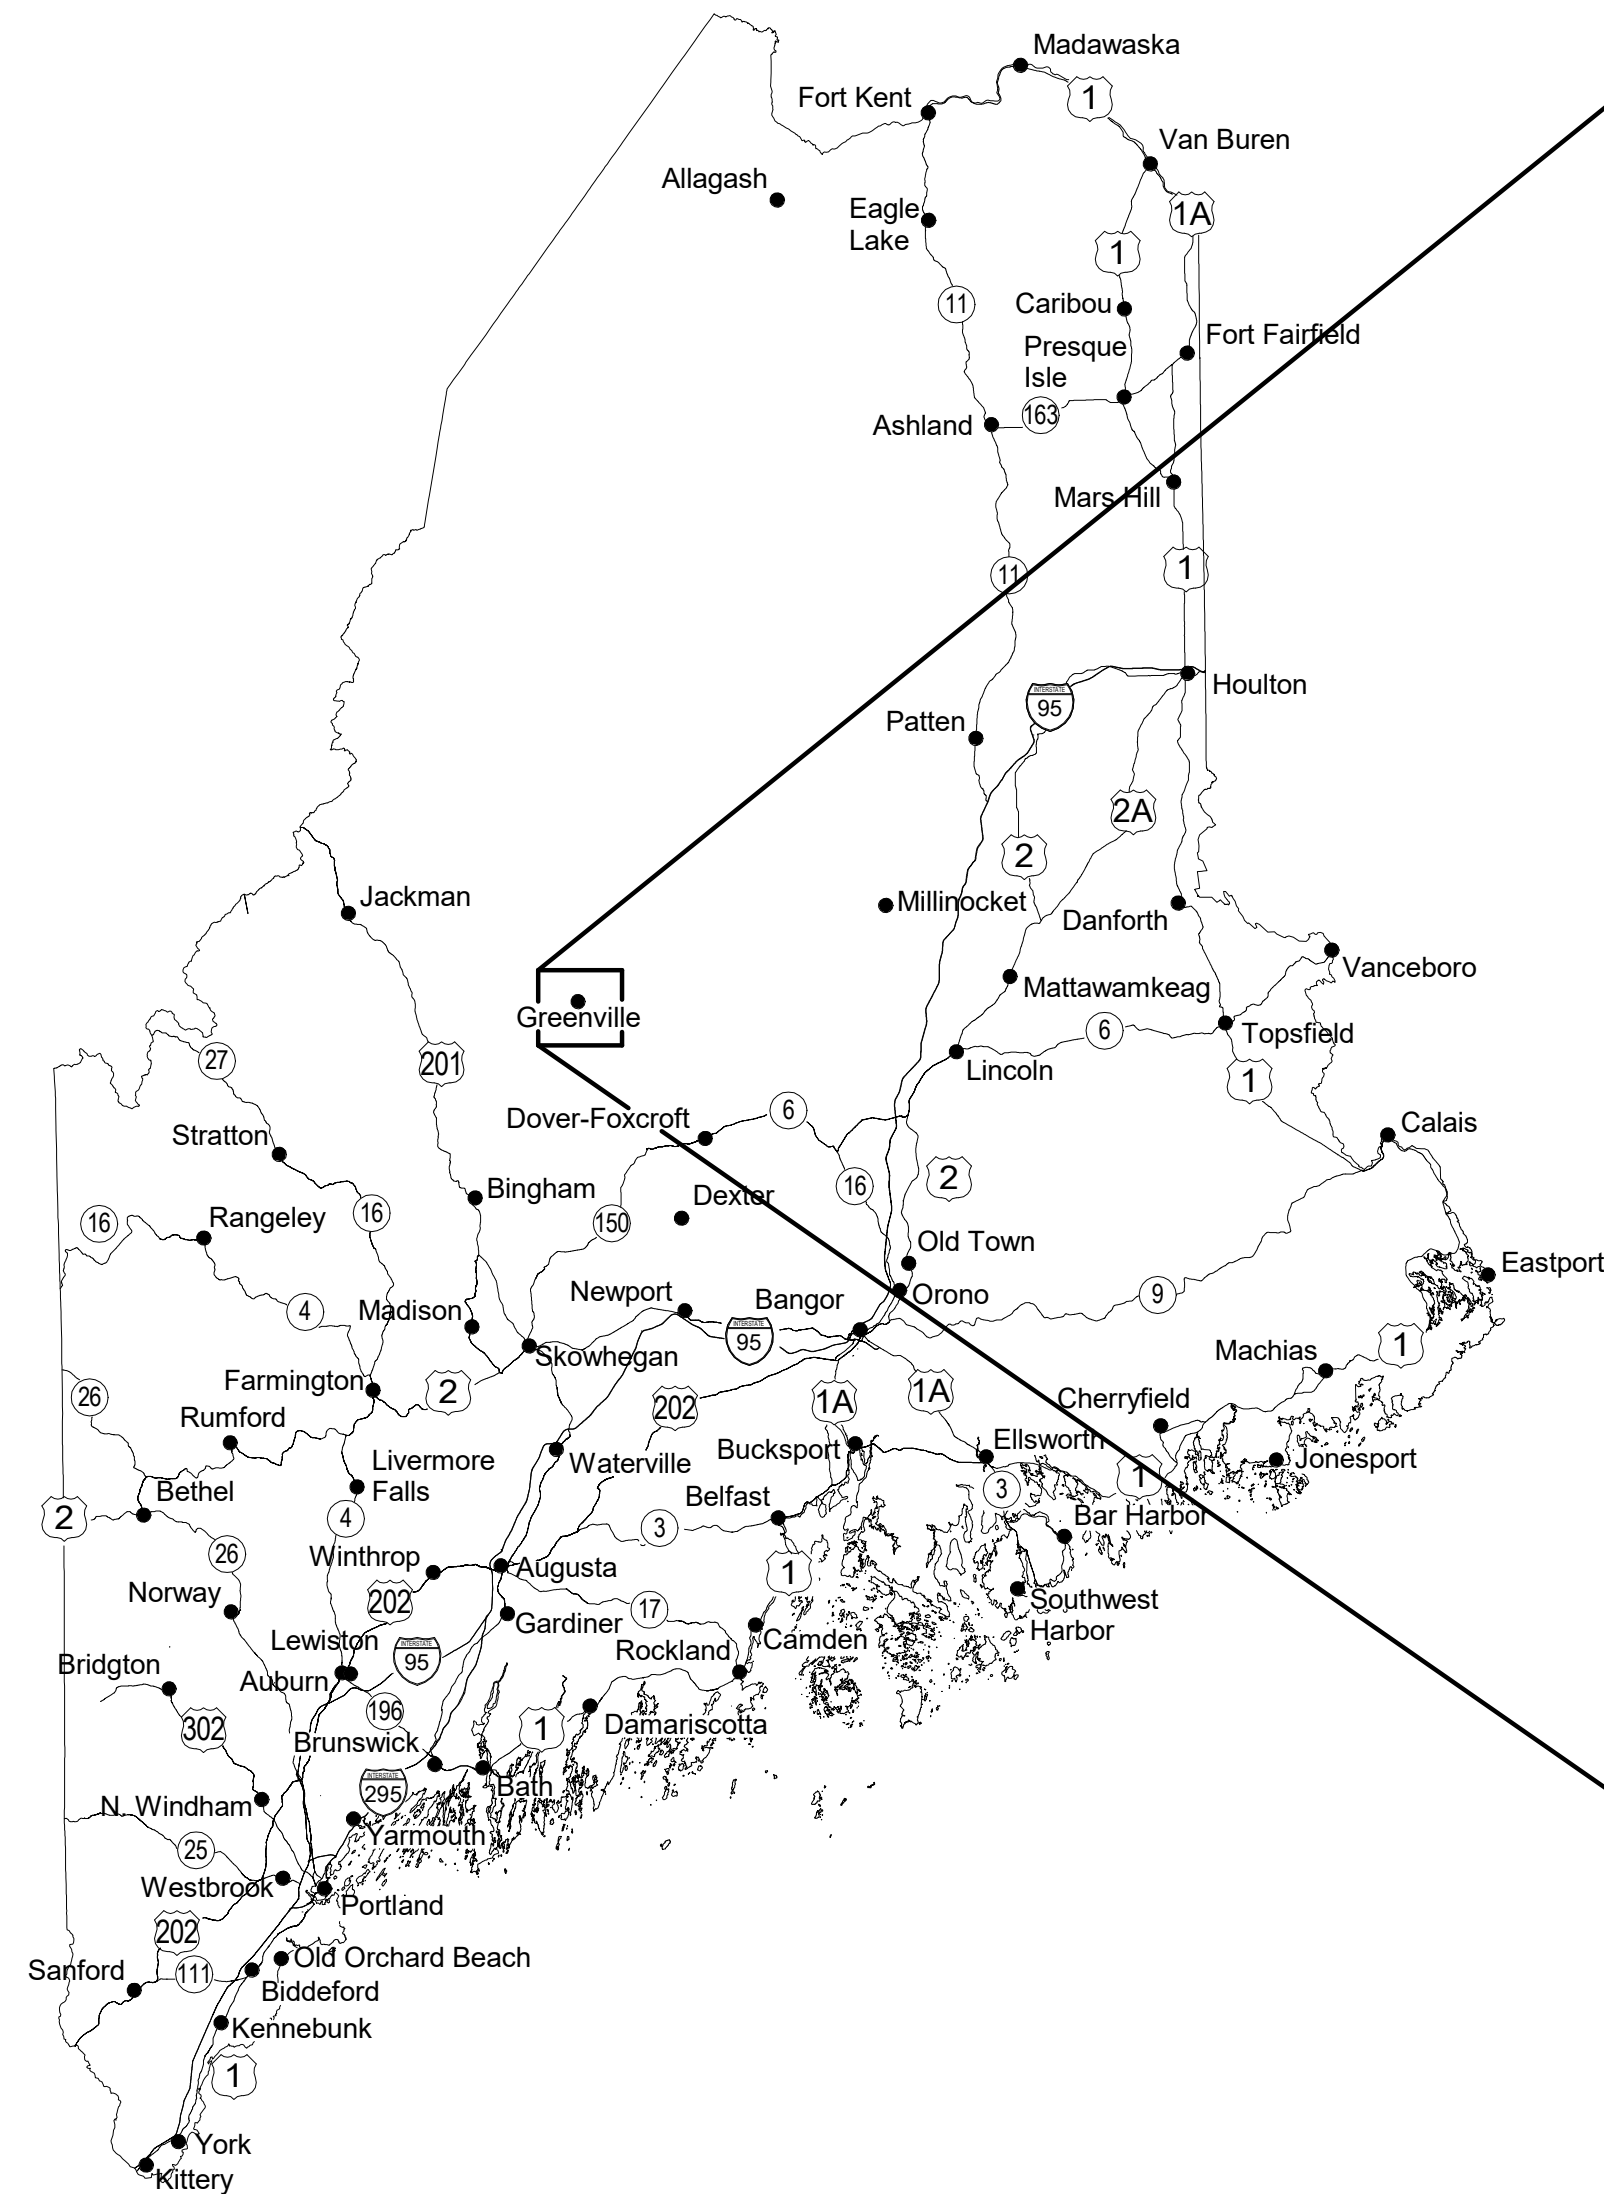 Madawaska
Fort Kent
1
Van Buren
Allagash
Eagle
Lake
1A
1
11
Caribou
Fort Fairfield
Presque
Isle
163
Ashland
Mars Hill
1
11
Houlton
INTERSTATE
95
Patten
2A
2
Jackman
Millinocket
Danforth
Vanceboro
Mattawamkeag
Greenville
6
Topsfield
27
201
Lincoln
1
Dover-Foxcroft
6
Calais
Stratton
2
16
Bingham
Dexter
16
Rangeley
16
150
Old Town
Eastport
Newport
Bangor
Orono
9
4
Madison
INTERSTATE
95
1
Machias
Skowhegan
Farmington
2
1A
1A
Cherryfield
26
202
Rumford
Bucksport
Ellsworth
Livermore
Falls
Waterville
1
Jonesport
Bethel
Belfast
3
2
4
3
Bar Harbor
26
Winthrop
Augusta
1
Norway
202
17
Southwest
Harbor
Gardiner
Lewiston
INTERSTATE
95
Rockland
Camden
Bridgton
Auburn
196
302
1
Damariscotta
Brunswick
INTERSTATE
295
Bath
N. Windham
Yarmouth
25
Westbrook
Portland
202
Old Orchard Beach
Sanford
111
Biddeford
Kennebunk
1
York
Kittery